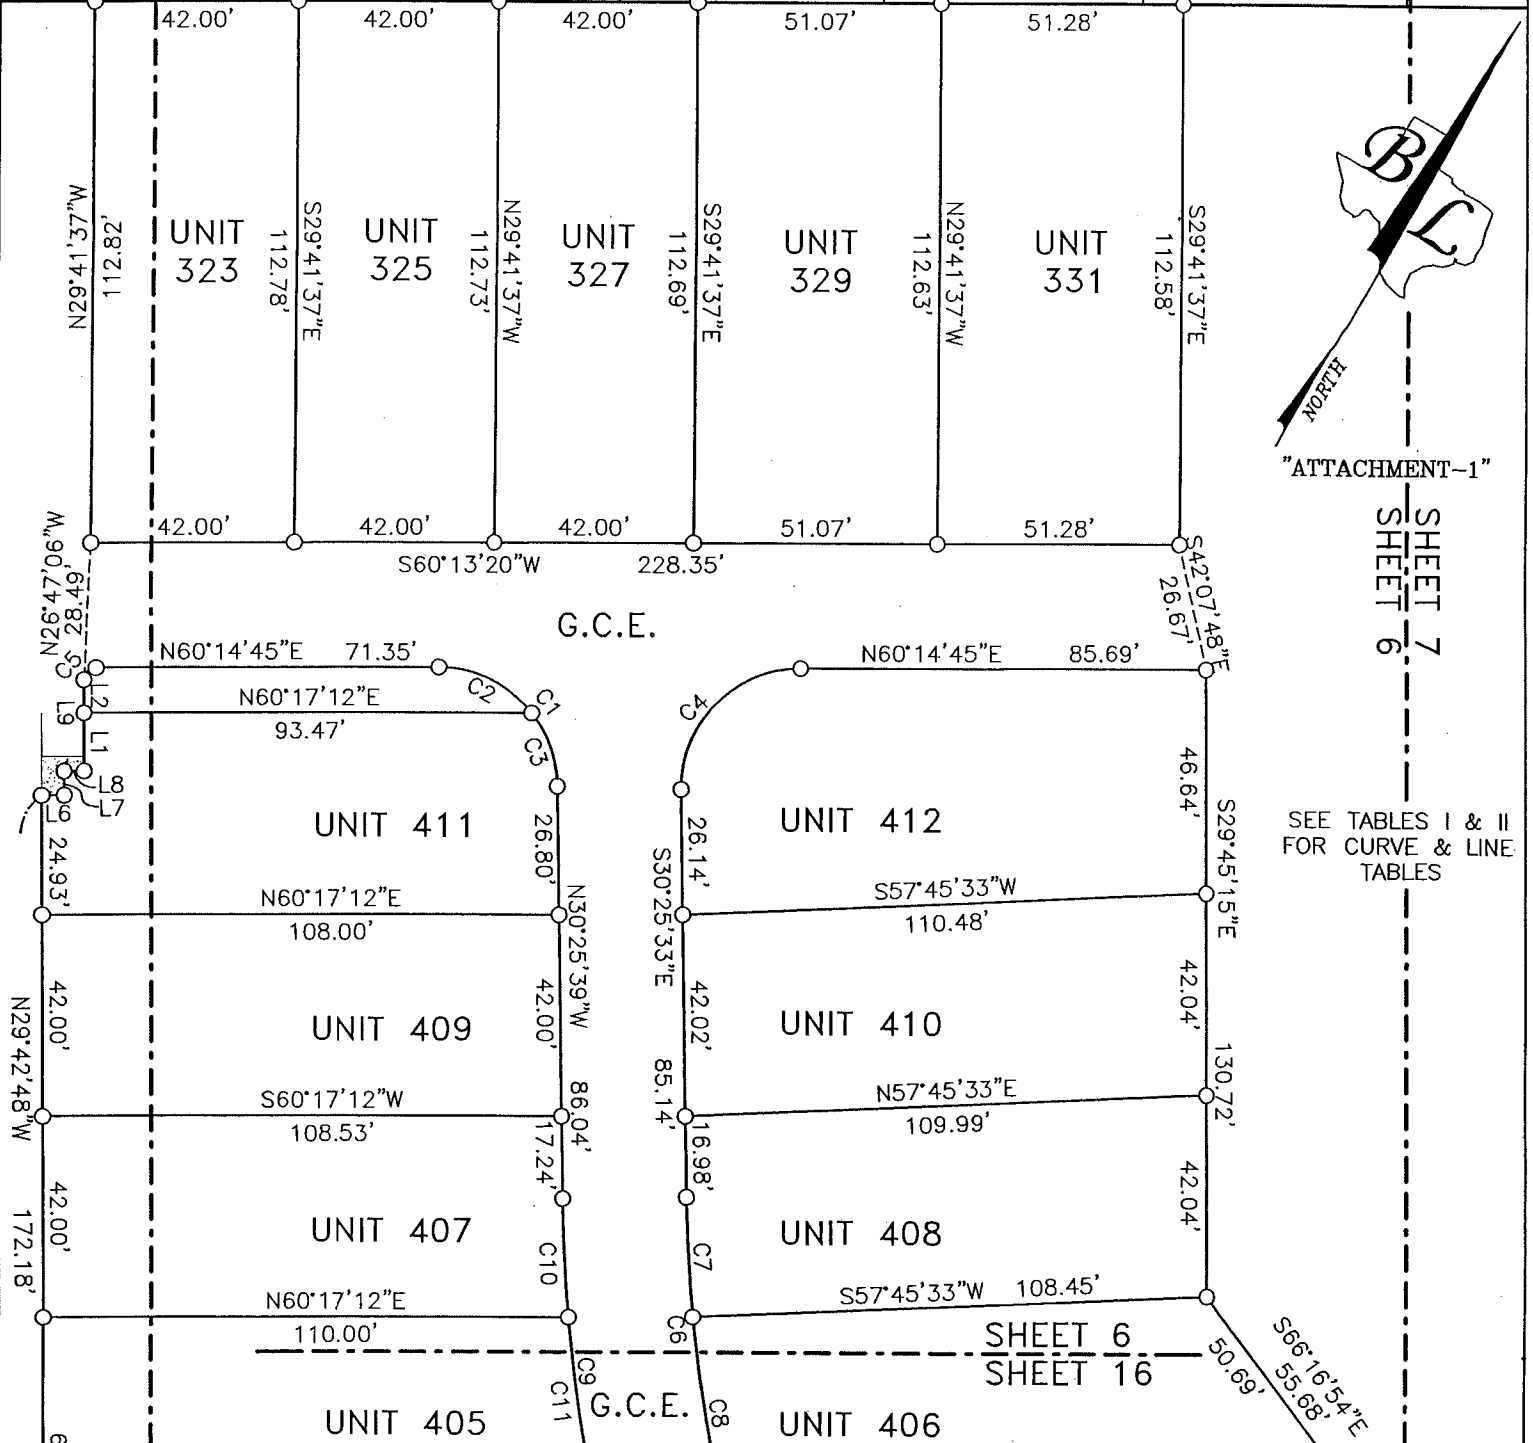 42.00'
42.00'
42.00'
51.07'
51.28'
N29°41'37"W
112.82'
UNIT
323
112.78'
S29°41'37"E
UNIT
325
112.73'
N29°41'37"W
UNIT
327
112.69'
S29°41'37"E
UNIT
329
112.63'
N29°41'37"W
UNIT
331
112.58'
S29°41'37"E
B
L
NORTH
"ATTACHMENT-1"
SHEET 7
SHEET 6
42.00'
42.00'
42.00'
51.07'
51.28'
S60°13'20"W
228.35'
N26°47'06"W
28.49'
S42°07'48"E
26.67'
G.C.E.
C5
N60°14'45"E
71.35'
N60°14'45"E
85.69'
C2
C1
C4
L2
L9
N60°17'12"E
93.47'
L1
C3
L8
L7
L6
46.64'
S29°45'15"E
UNIT 411
UNIT 412
SEE TABLES I & II
FOR CURVE & LINE
TABLES
24.93'
26.80'
26.14'
S30°25'33"E
N60°17'12"E
108.00'
S57°45'33"W
110.48'
N30°25'39"W
N29°42'48"W
42.00'
UNIT 409
42.00'
42.02'
UNIT 410
42.04'
130.72'
86.04'
85.14'
S60°17'12"W
108.53'
N57°45'33"E
109.99'
17.24'
16.98'
42.00'
172.18'
UNIT 407
C10
C7
UNIT 408
42.04'
N60°17'12"E
110.00'
S57°45'33"W
108.45'
C6
SHEET 6
SHEET 16
S66°16'54"E
55.68'
50.69'
C9
C11
G.C.E.
C8
UNIT 405
UNIT 406
6